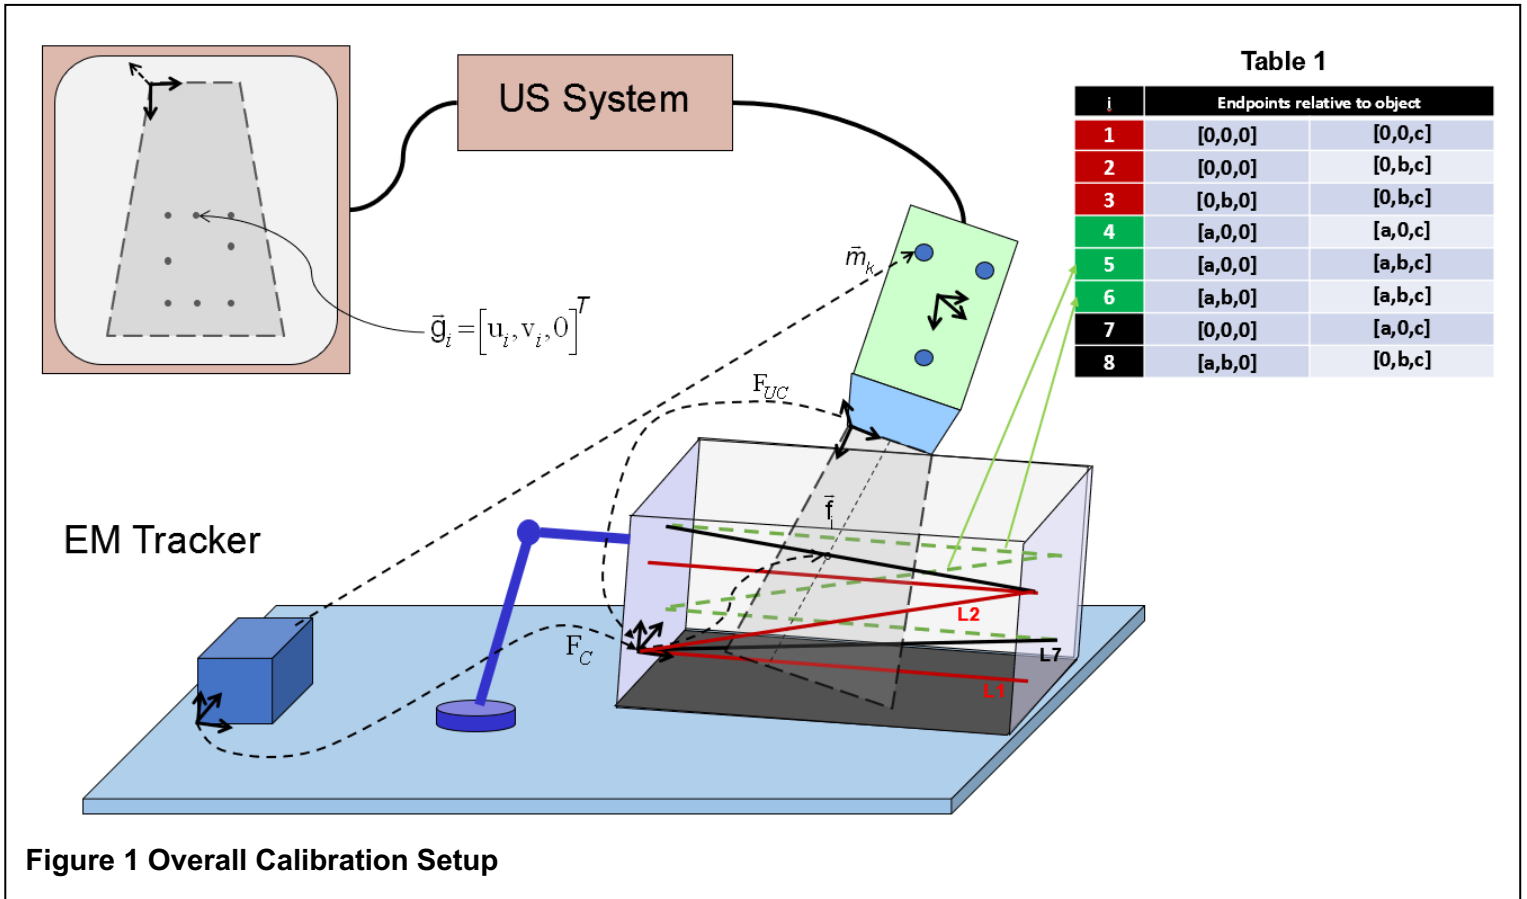 US System
Table 1
i Endpoints relative to object
1 [0,0,0] [0,0,c]
2 [0,0,0] [0,b,c]
3 [0,b,0] [0,b,c]
4 [a,0,0] [a,0,c]
5 [a,0,0] [a,b,c]
6 [a,b,0] [a,b,c]
7 [0,0,0] [a,0,c]
8 [a,b,0] [0,b,c]
m⃗ₖ
g⃗ᵢ = [uᵢ, vᵢ, 0]ᵀ
F_UC
f⃗ᵢ
EM Tracker
L2
F_C
L7
L1
Figure 1 Overall Calibration Setup